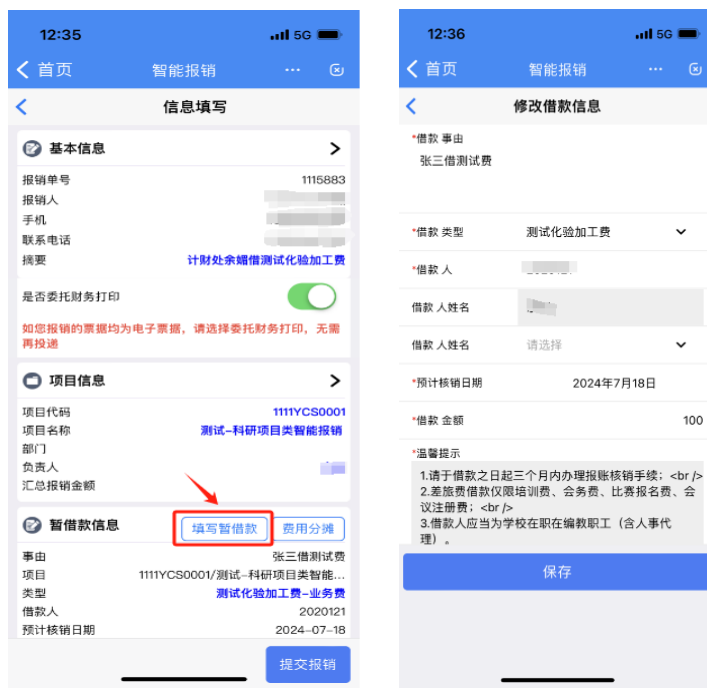 12:35
5G
首页
智能报销
信息填写
基本信息
报销单号 1115883
报销人
手机
联系电话
摘要 计财处余媚借测试化验加工费
是否委托财务打印
如您报销的票据均为电子票据，请选择委托财务打印，无需
再投递
项目信息
项目代码 1111YCS0001
项目名称 测试-科研项目类智能报销
部门
负责人
汇总报销金额
暂借款信息 填写暂借款 费用分摊
事由 张三借测试费
项目 1111YCS0001/测试-科研项目类智能...
类型 测试化验加工费-业务费
借款人 2020121
预计核销日期 2024-07-18
提交报销
12:36
5G
首页
智能报销
修改借款信息
*借款 事由
张三借测试费
*借款 类型 测试化验加工费
*借款 人
借款 人姓名
借款 人姓名 请选择
*预计核销日期 2024年7月18日
*借款 金额 100
*温馨提示
1.请于借款之日起三个月内办理报账核销手续；<br />
2.差旅费借款仅限培训费、会务费、比赛报名费、会
议注册费；<br />
3.借款人应当为学校在职在编教职工（含人事代
理）。
保存